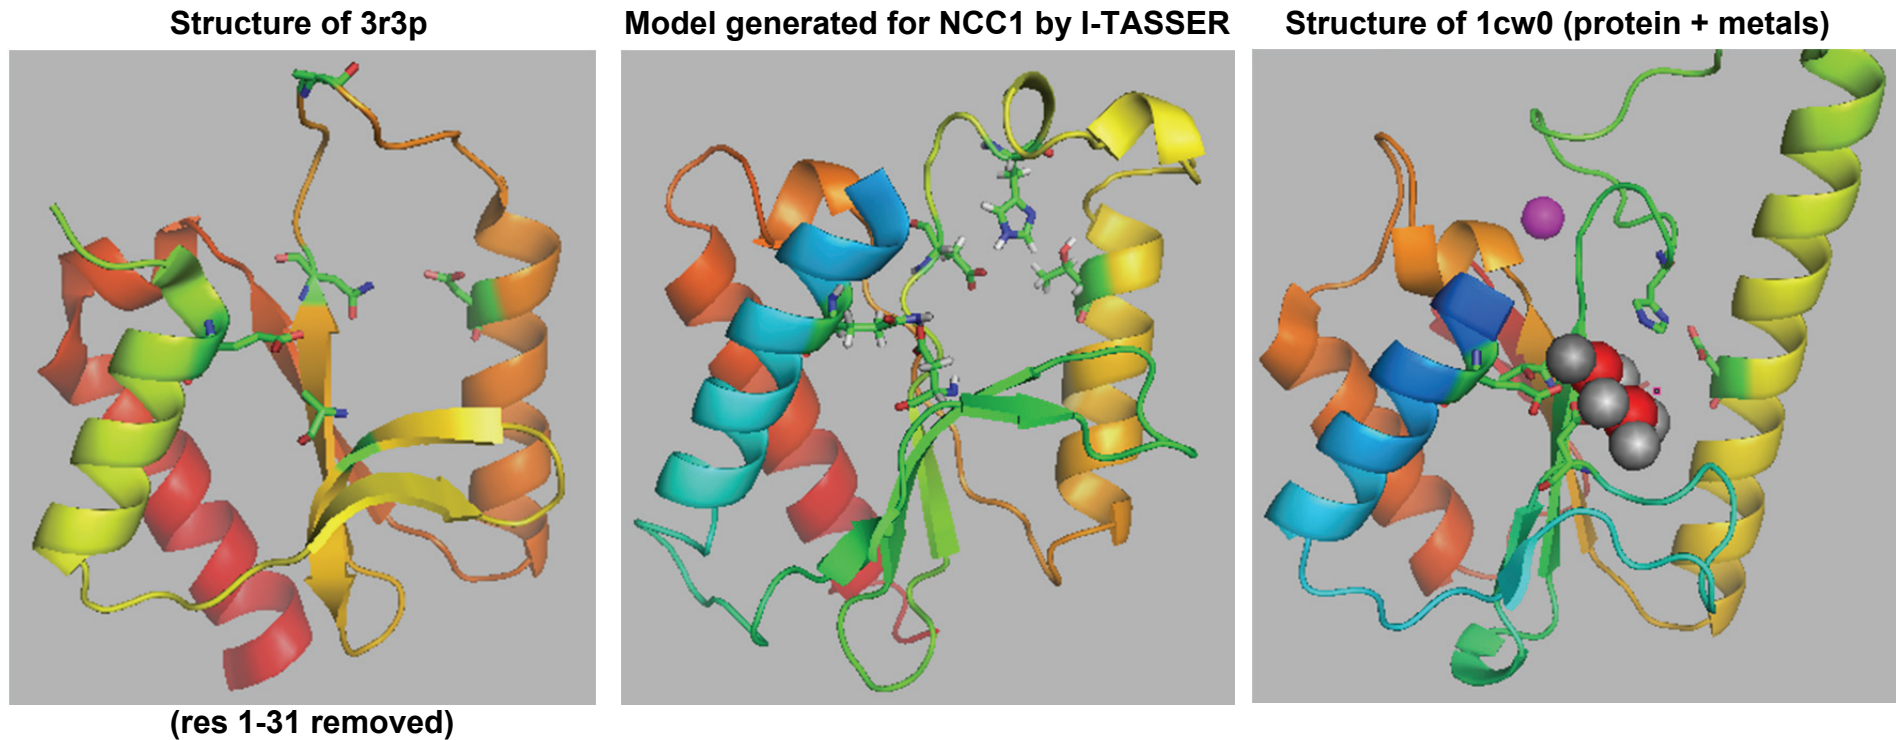 Structure of 3r3p
Model generated for NCC1 by I-TASSER
Structure of 1cw0 (protein + metals)
(res 1-31 removed)